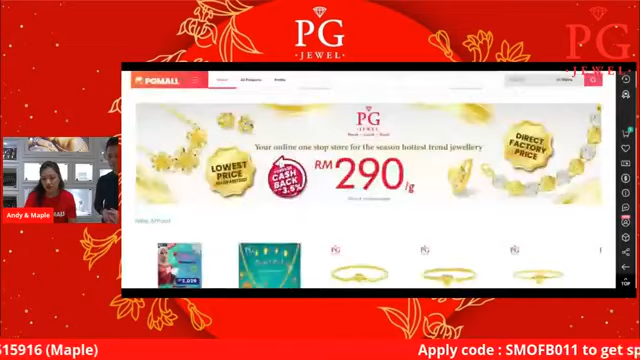 PG
JEWEL
PG
JEWEL
PGMALL
PG
JEWEL
Your online one stop store for the season hottest trend jewellery
LOWEST
PRICE
CASH
BACK
3.5%
RM
290/g
DIRECT
FACTORY
PRICE
Andy & Maple
MALL
PG
PG
PG
TOP
515916 (Maple)
Apply code : SMOFB011 to get sp